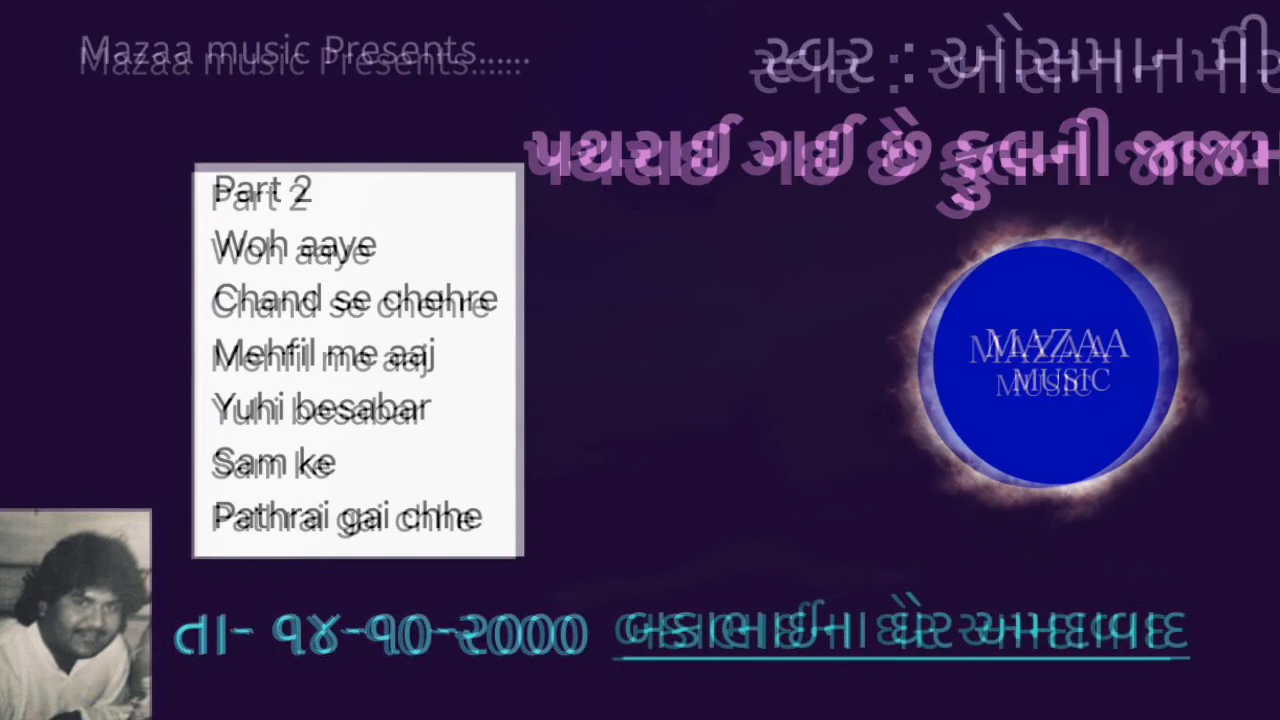 Mazaa music Presents......
સ્વર : ઓસમાન મીર
પથરાઈ ગઈ છે ફુલની જાજમ
Part 2
Woh aaye
Chand se chehre
Mehfil me aaj
Yuhi besabar
Sam ke
Pathrai gai chhe
MAZAA
MUSIC
તા- ૧૪-૧૦-૨૦૦૦ ઘેર અમદાવાદ